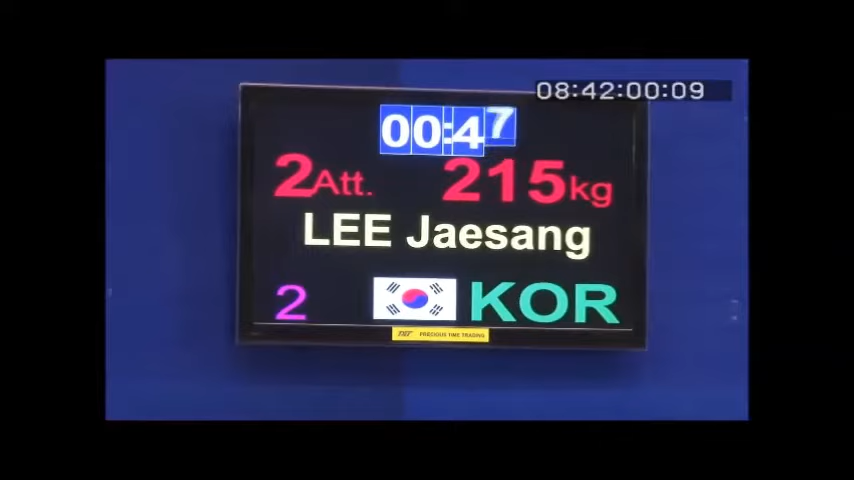 08:42:00:09
00:47
2Att. 215kg
LEE Jaesang
2 KOR
PRECIOUS TIME TRADING